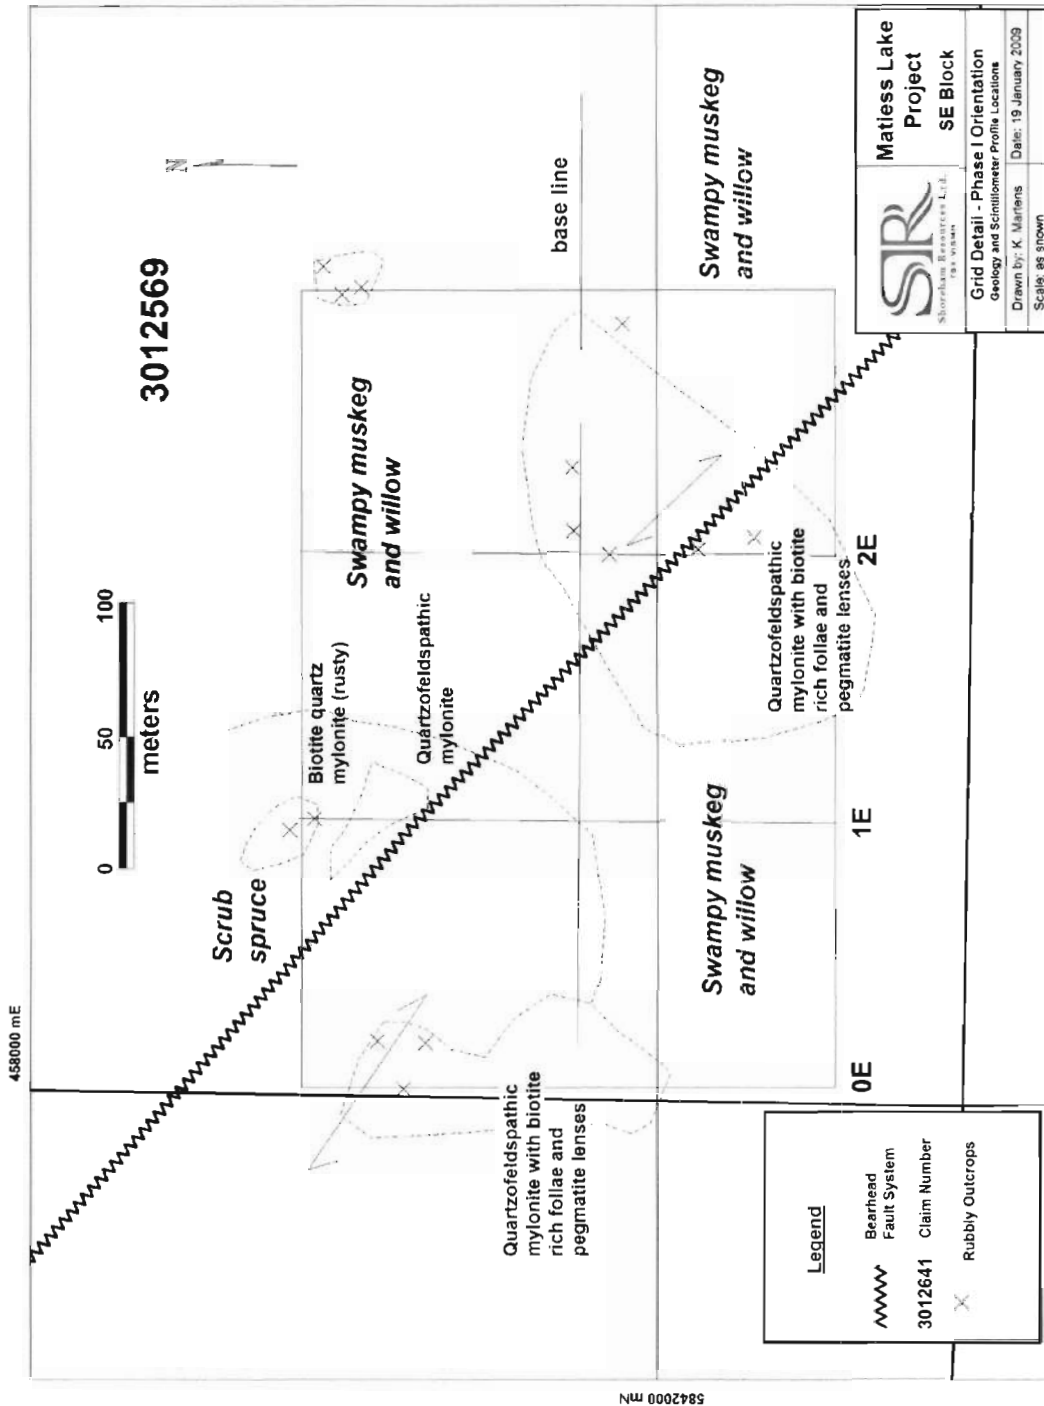 458000 mE
5842000 mN
3012569
N
0
50
100
meters
Scrub
spruce
Biotite quartz
mylonite (rusty)
Quartzofeldspathic
mylonite
Swampy muskeg
and willow
base line
Swampy muskeg
and willow
Quartzofeldspathic
mylonite with biotite
rich follae and
pegmatite lenses
Swampy muskeg
and willow
Quartzofeldspathic
mylonite with biotite
rich follae and
pegmatite lenses
0E
1E
2E
Legend
Bearhead
Fault System
3012641 Claim Number
Rubbly Outcrops
SR
Shoreham Resources Ltd.
Matless Lake
Project
SE Block
Grid Detail - Phase I Orientation
Geology and Scintillometer Profile Locations
Drawn by: K. Martens
Date: 19 January 2009
Scale: as shown